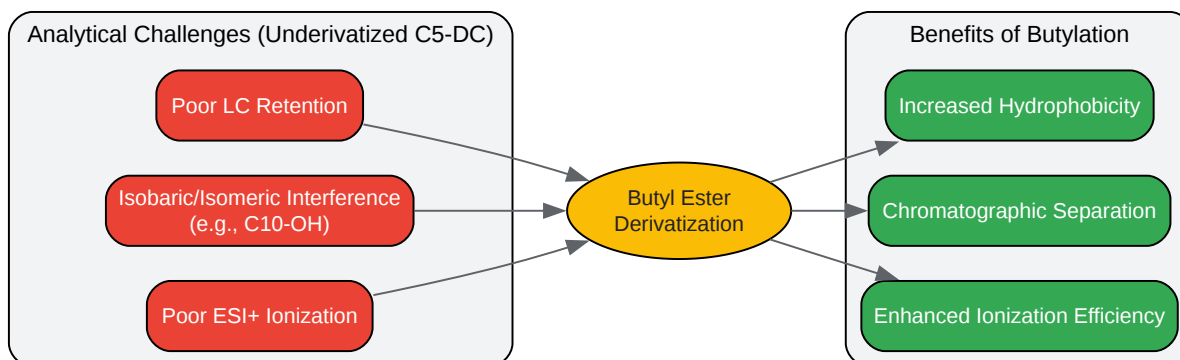 Analytical Challenges (Underivatized C5-DC)
Poor LC Retention
Isobaric/Isomeric Interference
(e.g., C10-OH)
Poor ESI+ Ionization
Butyl Ester
Derivatization
Benefits of Butylation
Increased Hydrophobicity
Chromatographic Separation
Enhanced Ionization Efficiency